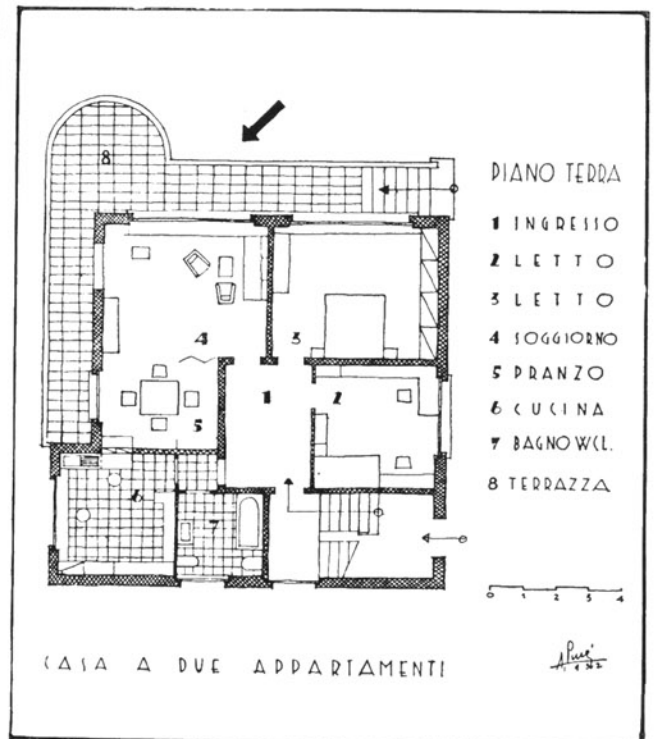 PIANO TERRA
1 INGRESSO
2 LETTO
3 LETTO
4 SOGGIORNO
5 PRANZO
6 CUCINA
7 BAGNO WCL.
8 TERRAZZA
8
4
3
1
2
5
6
7
0 1 2 3 4
CASA A DUE APPARTAMENTI